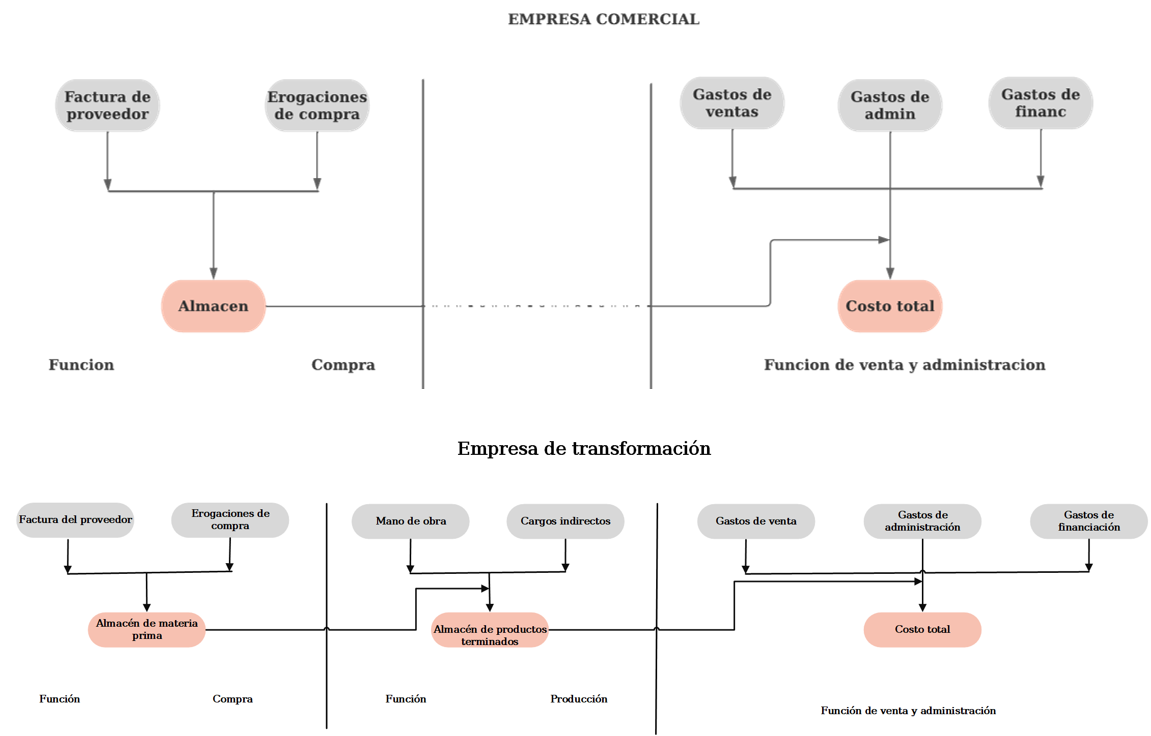 EMPRESA COMERCIAL
Factura de
proveedor
Erogaciones
de compra
Gastos de
ventas
Gastos de
admin
Gastos de
financ
Almacen
Costo total
Funcion
Compra
Funcion de venta y administracion
Empresa de transformación
Factura del proveedor
Erogaciones de
compra
Mano de obra
Cargos indirectos
Gastos de venta
Gastos de
administración
Gastos de
financiación
Almacén de materia
prima
Almacén de productos
terminados
Costo total
Función
Compra
Función
Producción
Función de venta y administración